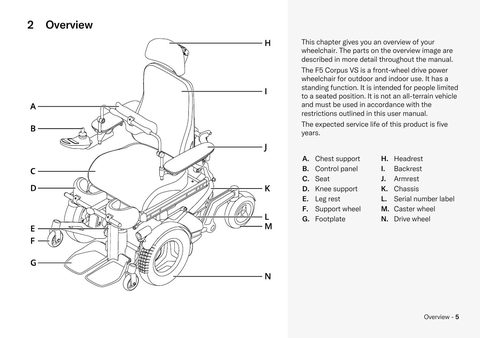 2 Overview
A
B
C
D
E
F
G
H
I
J
K
L
M
N
This chapter gives you an overview of your
wheelchair. The parts on the overview image are
described in more detail throughout the manual.
The F5 Corpus VS is a front-wheel drive power
wheelchair for outdoor and indoor use. It has a
standing function. It is intended for people limited
to a seated position. It is not an all-terrain vehicle
and must be used in accordance with the
restrictions outlined in this user manual.
The expected service life of this product is five
years.
A. Chest support
B. Control panel
C. Seat
D. Knee support
E. Leg rest
F. Support wheel
G. Footplate
H. Headrest
I. Backrest
J. Armrest
K. Chassis
L. Serial number label
M. Caster wheel
N. Drive wheel
Overview - 5